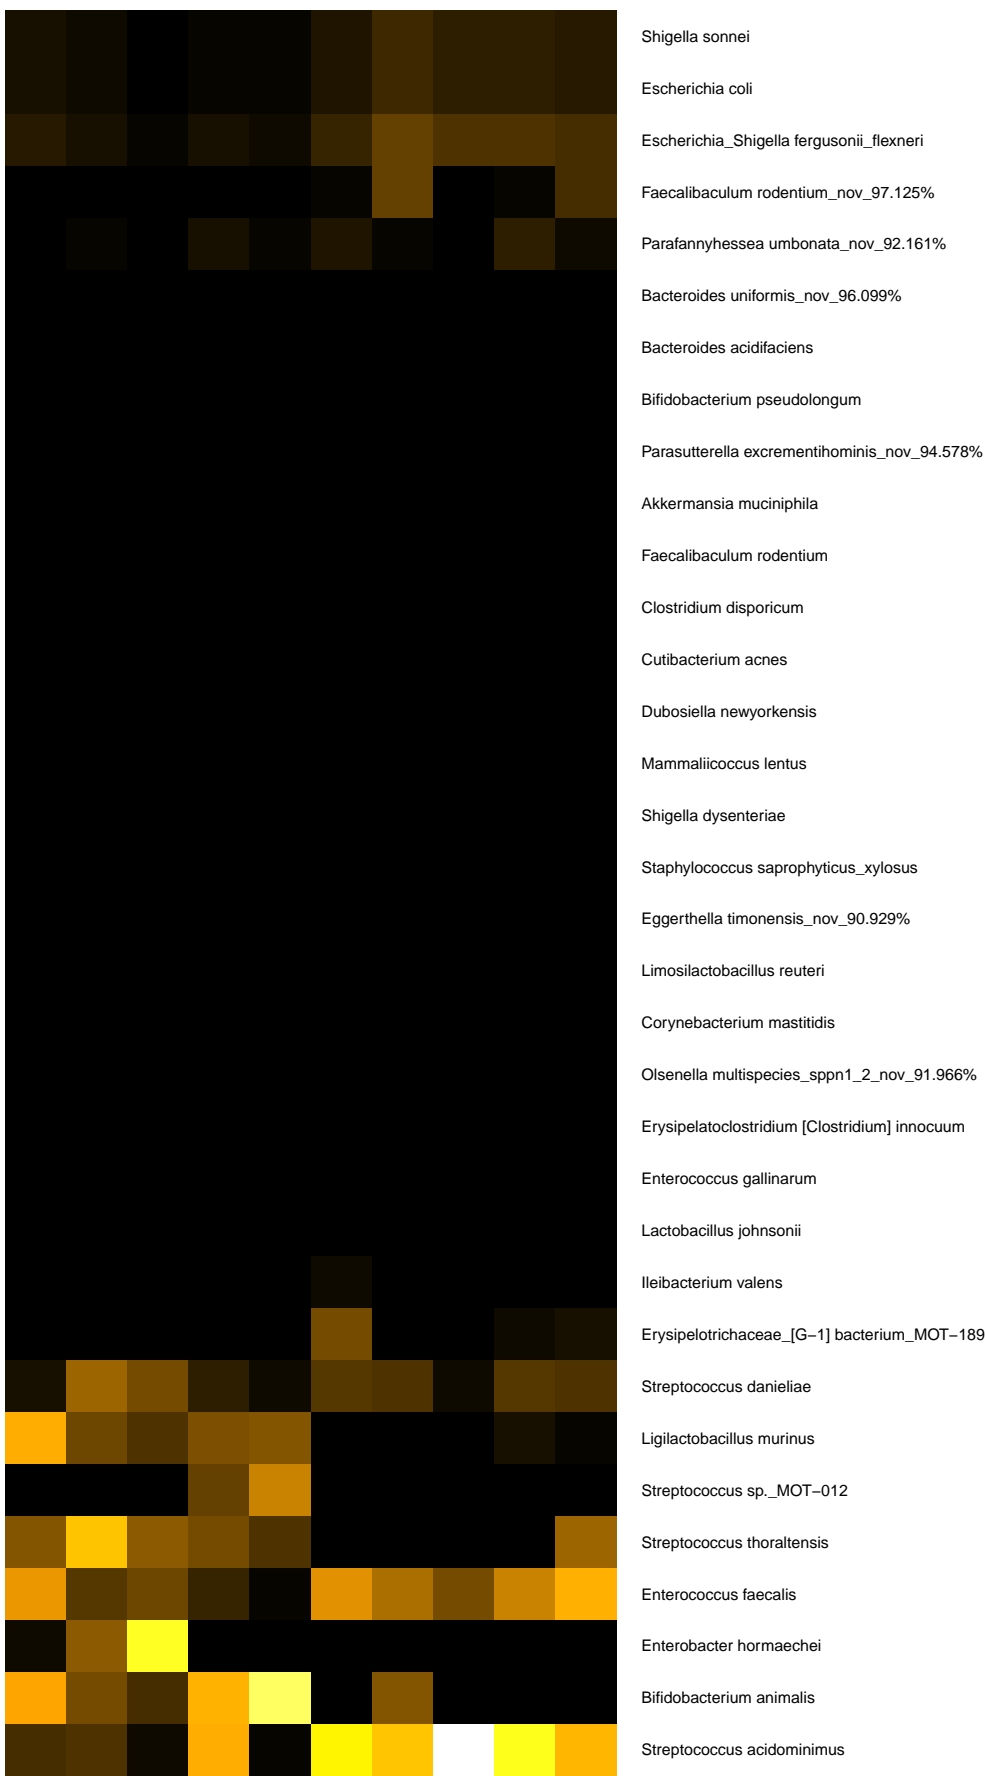 Shigella sonnei
Escherichia coli
Escherichia_Shigella fergusonii_flexneri
Faecalibaculum rodentium_nov_97.125%
Parafannyhessea umbonata_nov_92.161%
Bacteroides uniformis_nov_96.099%
Bacteroides acidifaciens
Bifidobacterium pseudolongum
Parasutterella excrementihominis_nov_94.578%
Akkermansia muciniphila
Faecalibaculum rodentium
Clostridium disporicum
Cutibacterium acnes
Dubosiella newyorkensis
Mammaliicoccus lentus
Shigella dysenteriae
Staphylococcus saprophyticus_xylosus
Eggerthella timonensis_nov_90.929%
Limosilactobacillus reuteri
Corynebacterium mastitidis
Olsenella multispecies_sppn1_2_nov_91.966%
Erysipelatoclostridium [Clostridium] innocuum
Enterococcus gallinarum
Lactobacillus johnsonii
Ileibacterium valens
Erysipelotrichaceae_[G−1] bacterium_MOT−189
Streptococcus danieliae
Ligilactobacillus murinus
Streptococcus sp._MOT−012
Streptococcus thoraltensis
Enterococcus faecalis
Enterobacter hormaechei
Bifidobacterium animalis
Streptococcus acidominimus